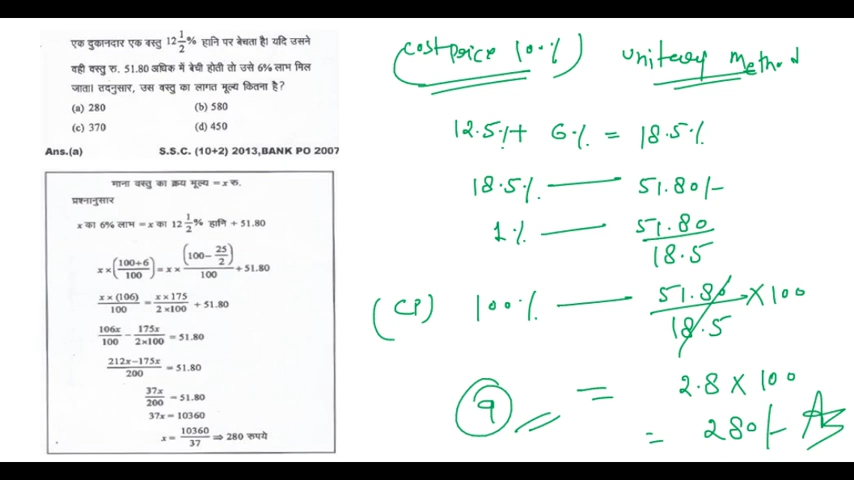 एक दुकानदार एक वस्तु 12 1/2% हानि पर बेचता है। यदि उसने
वही वस्तु रु. 51.80 अधिक में बेची होती तो उसे 6% लाभ मिल
जाता। तदनुसार, उस वस्तु का लागत मूल्य कितना है?
(a) 280 (b) 580
(c) 370 (d) 450
Ans.(a) S.S.C. (10+2) 2013,BANK PO 2007
माना वस्तु का क्रय मूल्य = x रु.
प्रश्नानुसार
x का 6% लाभ = x का 12 1/2% हानि + 51.80
x × ((100+6)/100) = x × (100 - 25/2)/100 + 51.80
x × (106)/100 = x × 175/2×100 + 51.80
106x/100 - 175x/2×100 = 51.80
212x-175x/200 = 51.80
37x/200 = 51.80
37x = 10360
x = 10360/37 ⇒ 280 रुपये
(Cost price 100%) Unitary Method
12.5% + 6% = 18.5%
18.5% — 51.80/-
1% — 51.80/18.5
(CP) 100% — 51.80/18.5 × 100
= 2.8 × 100
= 280/- Ans
a